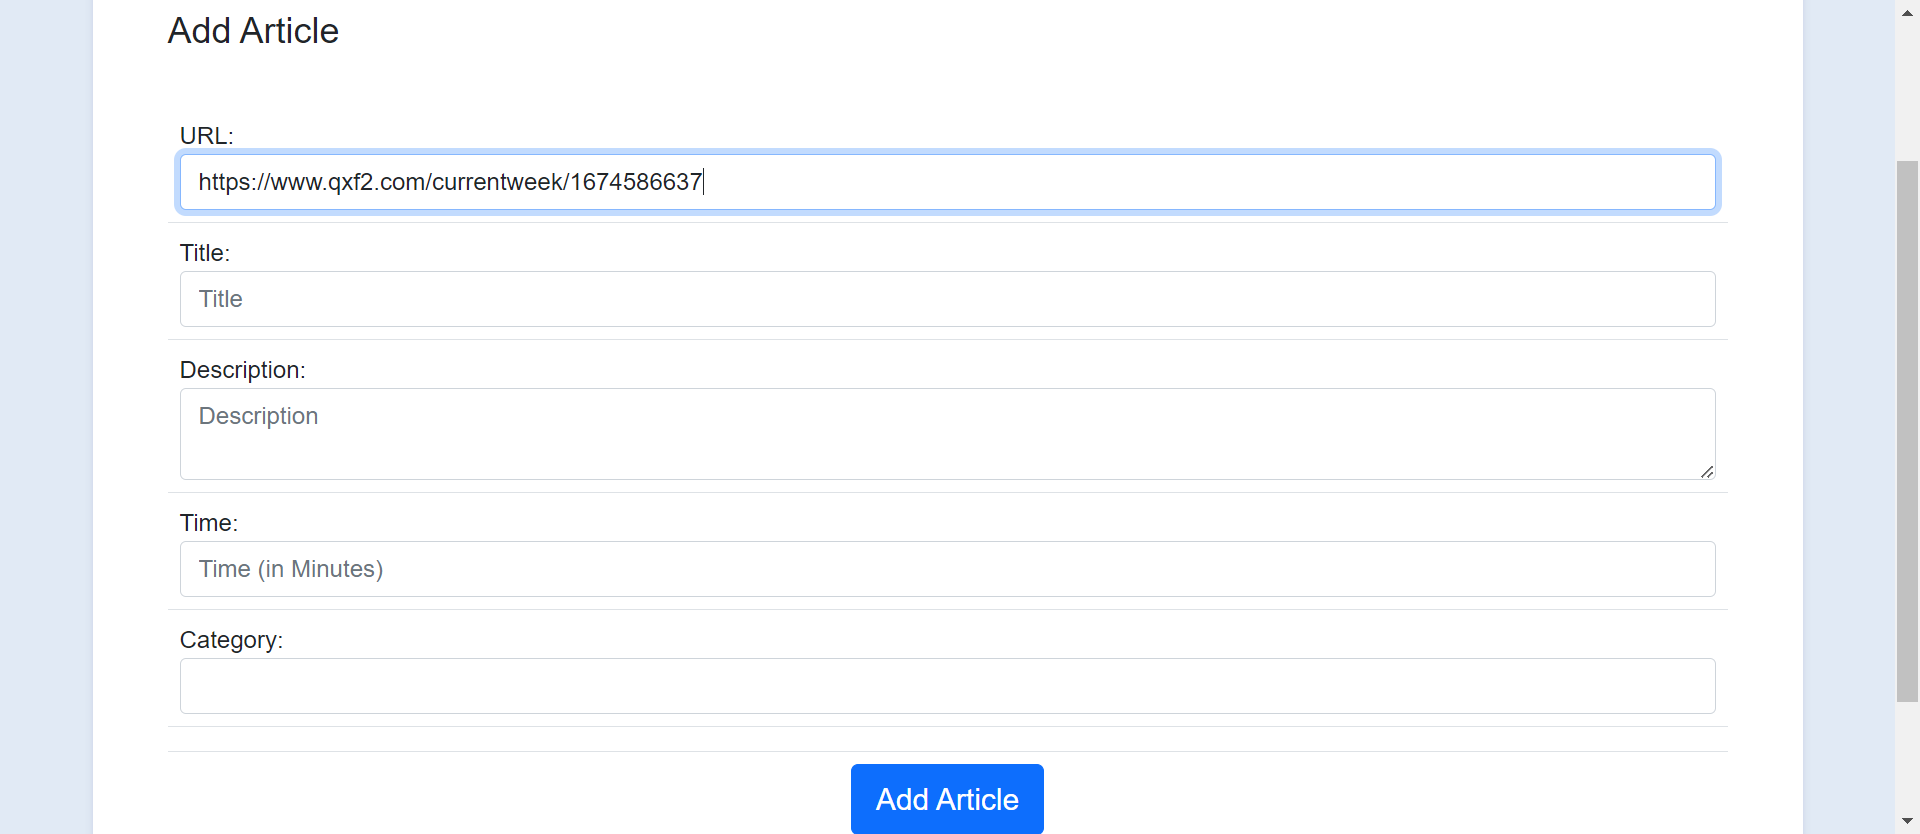 Add Article
URL:
https://www.qxf2.com/currentweek/1674586637
Title:
Title
Description:
Description
Time:
Time (in Minutes)
Category:
Add Article